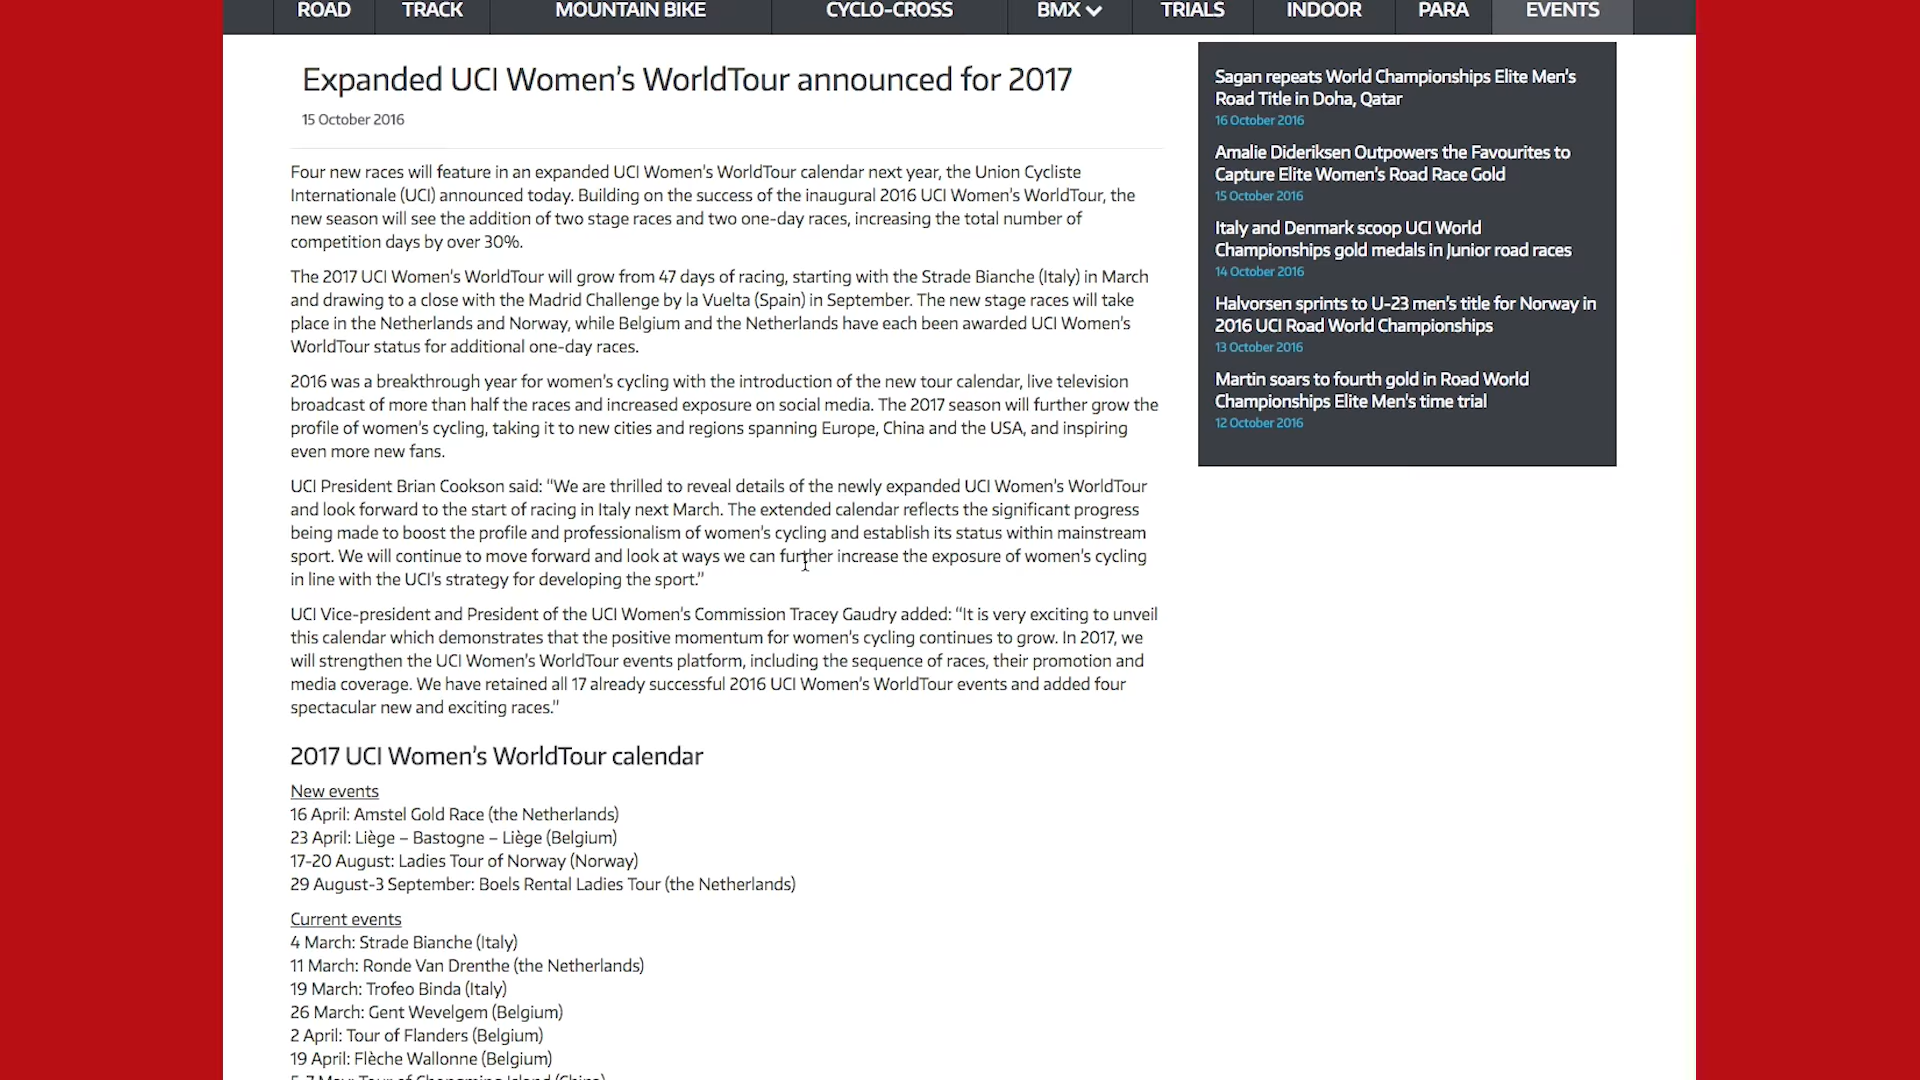 ROAD TRACK MOUNTAIN BIKE CYCLO-CROSS BMX TRIALS INDOOR PARA EVENTS
Expanded UCI Women's WorldTour announced for 2017
15 October 2016
Four new races will feature in an expanded UCI Women's WorldTour calendar next year, the Union Cycliste
Internationale (UCI) announced today. Building on the success of the inaugural 2016 UCI Women's WorldTour, the
new season will see the addition of two stage races and two one-day races, increasing the total number of
competition days by over 30%.
The 2017 UCI Women's WorldTour will grow from 47 days of racing, starting with the Strade Bianche (Italy) in March
and drawing to a close with the Madrid Challenge by la Vuelta (Spain) in September. The new stage races will take
place in the Netherlands and Norway, while Belgium and the Netherlands have each been awarded UCI Women's
WorldTour status for additional one-day races.
2016 was a breakthrough year for women's cycling with the introduction of the new tour calendar, live television
broadcast of more than half the races and increased exposure on social media. The 2017 season will further grow the
profile of women's cycling, taking it to new cities and regions spanning Europe, China and the USA, and inspiring
even more new fans.
UCI President Brian Cookson said: "We are thrilled to reveal details of the newly expanded UCI Women's WorldTour
and look forward to the start of racing in Italy next March. The extended calendar reflects the significant progress
being made to boost the profile and professionalism of women's cycling and establish its status within mainstream
sport. We will continue to move forward and look at ways we can further increase the exposure of women's cycling
in line with the UCI's strategy for developing the sport."
UCI Vice-president and President of the UCI Women's Commission Tracey Gaudry added: "It is very exciting to unveil
this calendar which demonstrates that the positive momentum for women's cycling continues to grow. In 2017, we
will strengthen the UCI Women's WorldTour events platform, including the sequence of races, their promotion and
media coverage. We have retained all 17 already successful 2016 UCI Women's WorldTour events and added four
spectacular new and exciting races."
2017 UCI Women's WorldTour calendar
New events
16 April: Amstel Gold Race (the Netherlands)
23 April: Liège – Bastogne – Liège (Belgium)
17-20 August: Ladies Tour of Norway (Norway)
29 August-3 September: Boels Rental Ladies Tour (the Netherlands)
Current events
4 March: Strade Bianche (Italy)
11 March: Ronde Van Drenthe (the Netherlands)
19 March: Trofeo Binda (Italy)
26 March: Gent Wevelgem (Belgium)
2 April: Tour of Flanders (Belgium)
19 April: Flèche Wallonne (Belgium)
5-7 May: Tour of Chongming Island (China)
Sagan repeats World Championships Elite Men's
Road Title in Doha, Qatar
16 October 2016
Amalie Dideriksen Outpowers the Favourites to
Capture Elite Women's Road Race Gold
15 October 2016
Italy and Denmark scoop UCI World
Championships gold medals in Junior road races
14 October 2016
Halvorsen sprints to U-23 men's title for Norway in
2016 UCI Road World Championships
13 October 2016
Martin soars to fourth gold in Road World
Championships Elite Men's time trial
12 October 2016